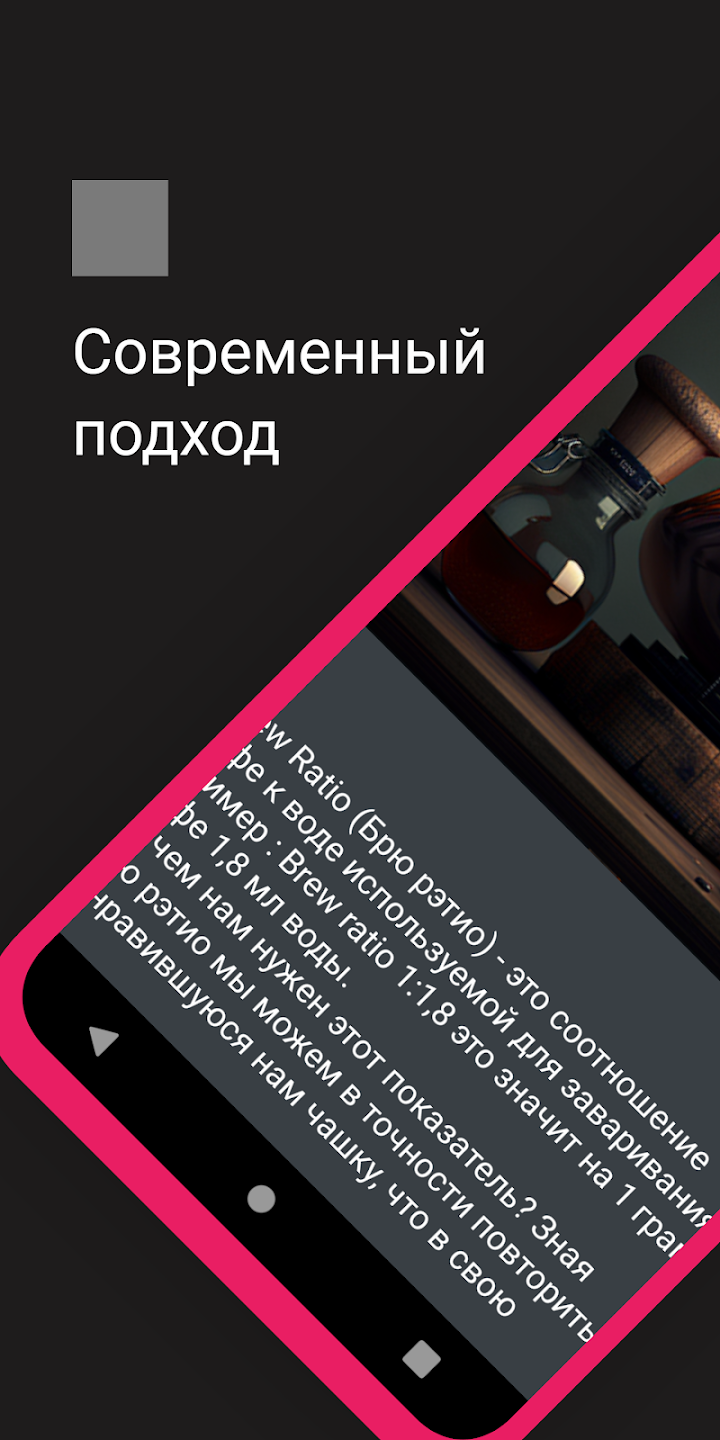 Современный
подход
ew Ratio (Брю рэтио) - это соотношение
фе к воде используемой для заваривания
имер : Brew ratio 1:1,8 это значит на 1 грам
фе 1,8 мл воды.
чем нам нужен этот показатель? Зная
ю рэтио мы можем в точности повторить
нравившуюся нам чашку, что в свою